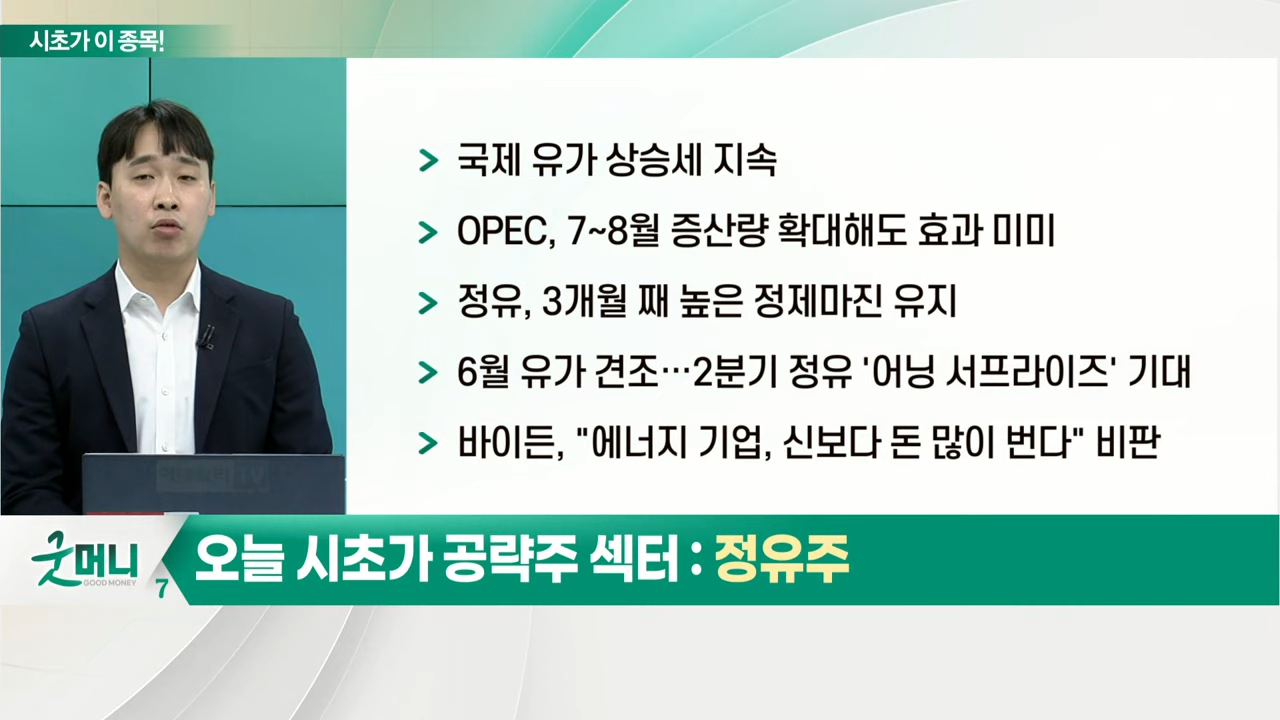 시초가 이 종목!
> 국제 유가 상승세 지속
> OPEC, 7~8월 증산량 확대해도 효과 미미
> 정유, 3개월 째 높은 정제마진 유지
> 6월 유가 견조…2분기 정유 '어닝 서프라이즈' 기대
> 바이든, "에너지 기업, 신보다 돈 많이 번다" 비판
굿머니
GOOD MONEY
7
오늘 시초가 공략주 섹터 : 정유주